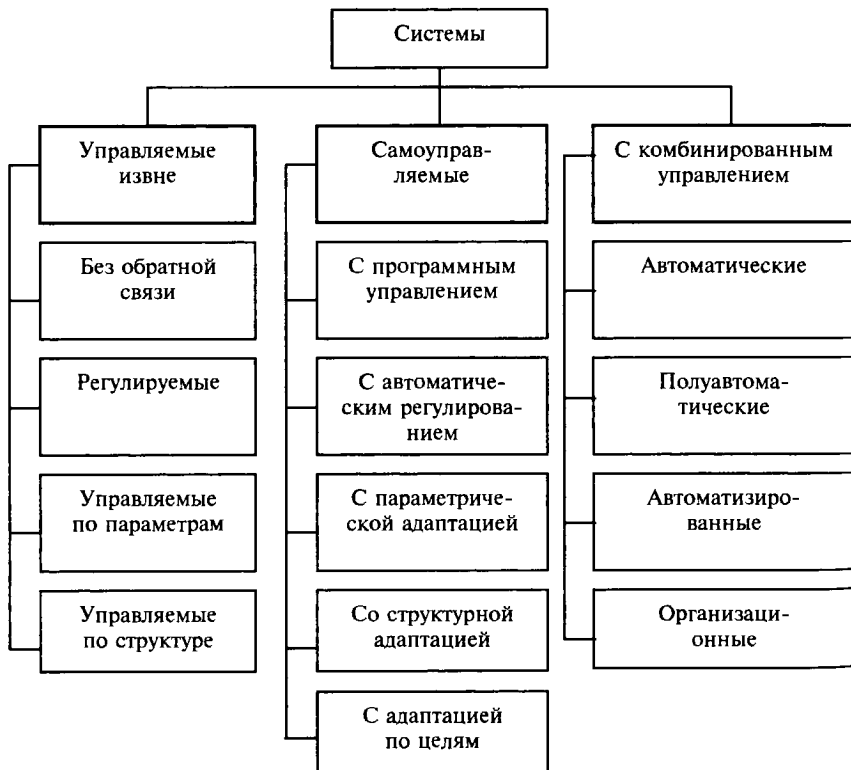 Системы
Управляемые
извне
Без обратной
связи
Регулируемые
Управляемые
по параметрам
Управляемые
по структуре
Самоуправ-
ляемые
С программным
управлением
С автоматиче-
ским регулирова-
нием
С параметриче-
ской адаптацией
Со структурной
адаптацией
С адаптацией
по целям
С комбинированным
управлением
Автоматические
Полуавтома-
тические
Автоматизиро-
ванные
Организаци-
онные